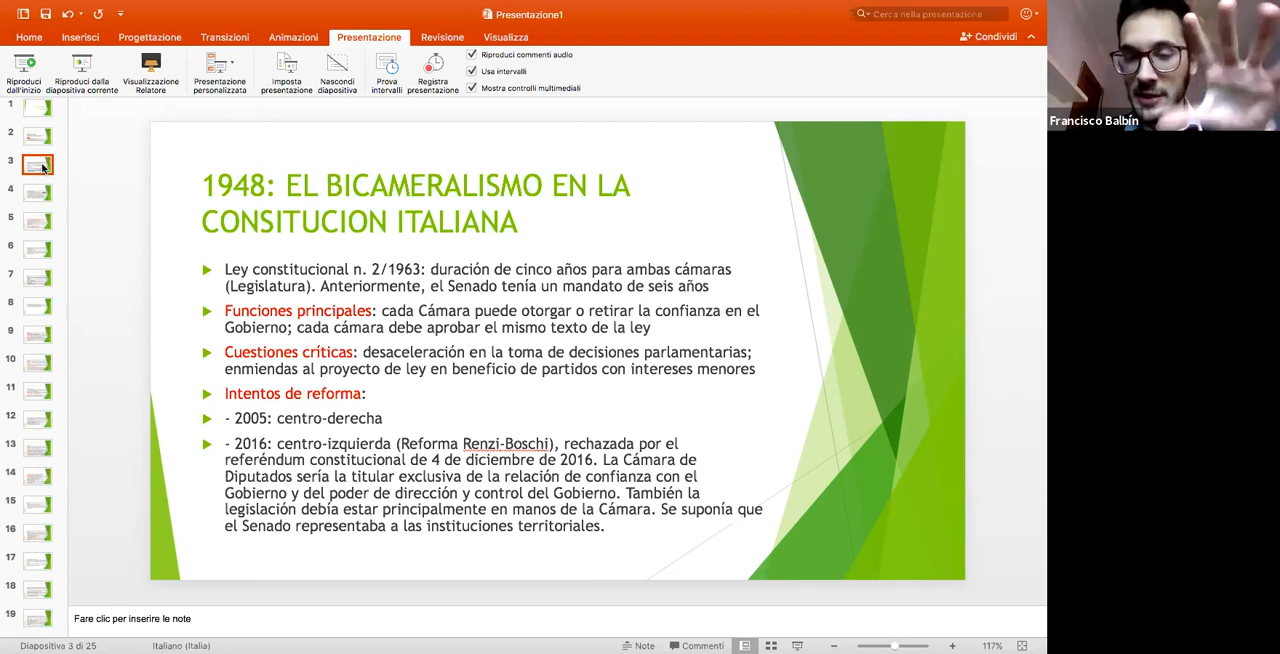 Presentazione1
Cerca nella presentazione
Home Inserisci Progettazione Transizioni Animazioni Presentazione Revisione Visualizza
Condividi
Riproduci dall'inizio
Riproduci dalla diapositiva corrente
Visualizzazione Relatore
Presentazione personalizzata
Imposta presentazione
Nascondi diapositiva
Prova intervalli
Registra presentazione
Riproduci commenti audio
Usa intervalli
Mostra controlli multimediali
Francisco Balbín
1
2
3
4
5
6
7
8
9
10
11
12
13
14
15
16
17
18
19
1948: EL BICAMERALISMO EN LA
CONSITUCION ITALIANA
Ley constitucional n. 2/1963: duración de cinco años para ambas cámaras
(Legislatura). Anteriormente, el Senado tenía un mandato de seis años
Funciones principales: cada Cámara puede otorgar o retirar la confianza en el
Gobierno; cada cámara debe aprobar el mismo texto de la ley
Cuestiones críticas: desaceleración en la toma de decisiones parlamentarias;
enmiendas al proyecto de ley en beneficio de partidos con intereses menores
Intentos de reforma:
- 2005: centro-derecha
- 2016: centro-izquierda (Reforma Renzi-Boschi), rechazada por el
referéndum constitucional de 4 de diciembre de 2016. La Cámara de
Diputados sería la titular exclusiva de la relación de confianza con el
Gobierno y del poder de dirección y control del Gobierno. También la
legislación debía estar principalmente en manos de la Cámara. Se suponía que
el Senado representaba a las instituciones territoriales.
Fare clic per inserire le note
Diapositiva 3 di 25 Italiano (Italia) Note Commenti 117%